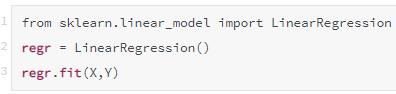 1 from sklearn.linear_model import LinearRegression
2 regr = LinearRegression()
3 regr.fit(X,Y)